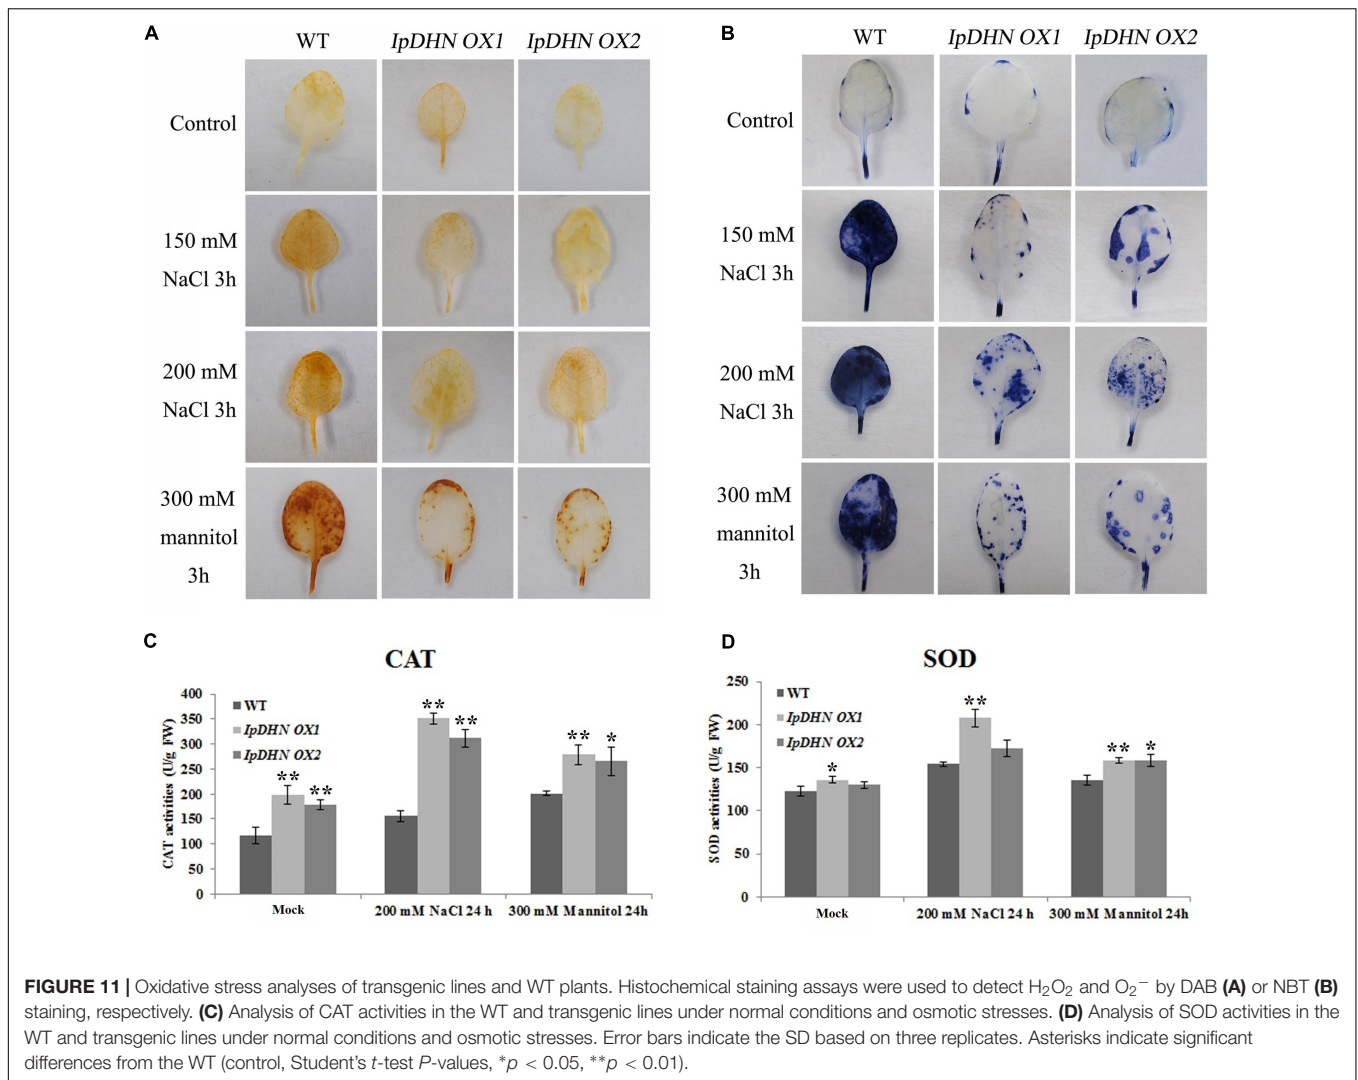 A
WT IpDHN OX1 IpDHN OX2
Control
150 mM
NaCl 3h
200 mM
NaCl 3h
300 mM
mannitol
3h
B
WT IpDHN OX1 IpDHN OX2
Control
150 mM
NaCl 3h
200 mM
NaCl 3h
300 mM
mannitol
3h
C
CAT
CAT activities (U/g FW)
400
350
300
250
200
150
100
50
0
WT
IpDHN OX1
IpDHN OX2
** **
** **
** *
Mock 200 mM NaCl 24 h 300 mM Mannitol 24h
D
SOD
SOD activities (U/g FW)
250
200
150
100
50
0
WT
IpDHN OX1
IpDHN OX2
*
**
** *
Mock 200 mM NaCl 24 h 300 mM Mannitol 24h
FIGURE 11 | Oxidative stress analyses of transgenic lines and WT plants. Histochemical staining assays were used to detect H₂O₂ and O₂⁻ by DAB (A) or NBT (B)
staining, respectively. (C) Analysis of CAT activities in the WT and transgenic lines under normal conditions and osmotic stresses. (D) Analysis of SOD activities in the
WT and transgenic lines under normal conditions and osmotic stresses. Error bars indicate the SD based on three replicates. Asterisks indicate significant
differences from the WT (control, Student's t-test P-values, *p < 0.05, **p < 0.01).